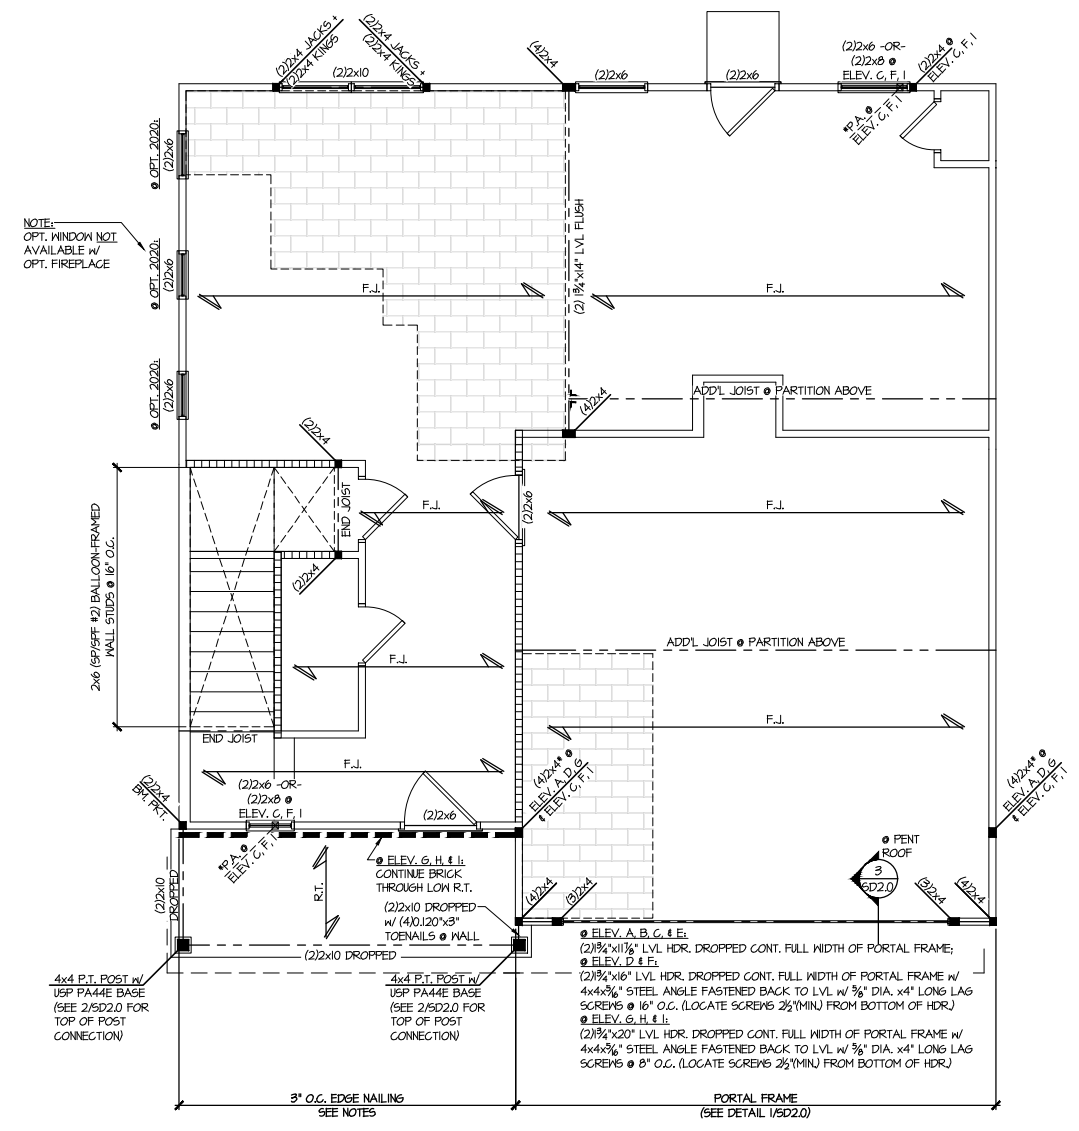 (2)2x4 JACKS +
(2)2x4 KINGS
(2)2x10
(2)2x4 JACKS +
(2)2x4 KINGS
(4)2x4
(2)2x6
(2)2x6
(2)2x6 -OR-
(2)2x8 @
ELEV. C, F, I
(2)2x4 @
ELEV. C, F, I
*P.A. @
ELEV. C, F, I
@ OPT. 2020:
(2)2x6
NOTE:
OPT. WINDOW NOT
AVAILABLE W/
OPT. FIREPLACE
@ OPT. 2020:
(2)2x6
@ OPT. 2020:
(2)2x6
(2) 1¾"x14" LVL FLUSH
F.J.
F.J.
ADD'L JOIST @ PARTITION ABOVE
(4)2x4
(2)2x4
END JOIST
F.J.
(2)2x6
F.J.
(2)2x4
2x6 (SP/SPF #2) BALLOON-FRAMED
WALL STUDS @ 16" O.C.
ADD'L JOIST @ PARTITION ABOVE
F.J.
F.J.
END JOIST
F.J.
(2)2x4
BM. PKT.
(2)2x6 -OR-
(2)2x8 @
ELEV. C, F, I
(2)2x6
(4)2x4* @
ELEV. A, D, G
& ELEV. C, F, I
(4)2x4* @
ELEV. A, D, G
& ELEV. C, F, I
*P.A. @
ELEV. C, F, I
@ ELEV. G, H, & I:
CONTINUE BRICK
THROUGH LOW R.T.
R.T.
(2)2x10
DROPPED
(2)2x10 DROPPED
W/ (4)0.120"x3"
TOENAILS @ WALL
@ PENT
ROOF
3
SD2.0
(4)2x4
(3)2x4
(3)2x4
(4)2x4
(2)2x10 DROPPED
4x4 P.T. POST W/
USP PA44E BASE
(SEE 2/SD2.0 FOR
TOP OF POST
CONNECTION)
4x4 P.T. POST W/
USP PA44E BASE
(SEE 2/SD2.0 FOR
TOP OF POST
CONNECTION)
@ ELEV. A, B, C, & E:
(2)1¾"x11⅞" LVL HDR. DROPPED CONT. FULL WIDTH OF PORTAL FRAME;
@ ELEV. D & F:
(2)1¾"x16" LVL HDR. DROPPED CONT. FULL WIDTH OF PORTAL FRAME W/
4x4x5/16" STEEL ANGLE FASTENED BACK TO LVL W/ ⅝" DIA. x4" LONG LAG
SCREWS @ 16" O.C. (LOCATE SCREWS 2½"(MIN.) FROM BOTTOM OF HDR.)
@ ELEV. G, H, & I:
(2)1¾"x20" LVL HDR. DROPPED CONT. FULL WIDTH OF PORTAL FRAME W/
4x4x5/16" STEEL ANGLE FASTENED BACK TO LVL W/ ⅝" DIA. x4" LONG LAG
SCREWS @ 8" O.C. (LOCATE SCREWS 2½"(MIN.) FROM BOTTOM OF HDR.)
3" O.C. EDGE NAILING
SEE NOTES
PORTAL FRAME
(SEE DETAIL 1/SD2.0)